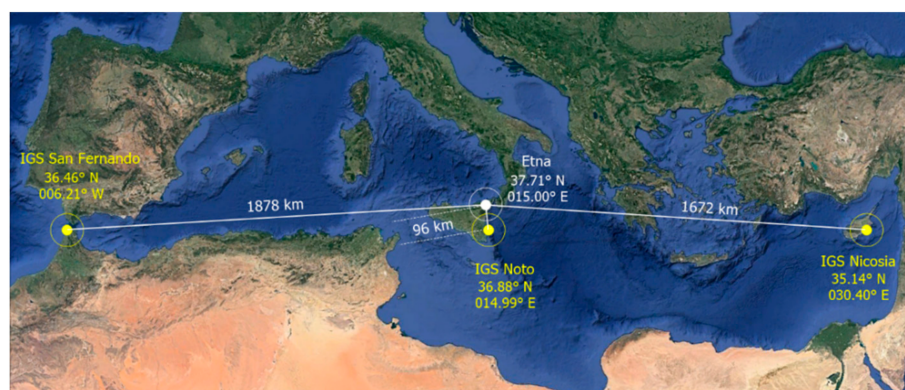 IGS San Fernando
36.46° N
006.21° W
1878 km
Etna
37.71° N
015.00° E
96 km
1672 km
IGS Noto
36.88° N
014.99° E
IGS Nicosia
35.14° N
030.40° E